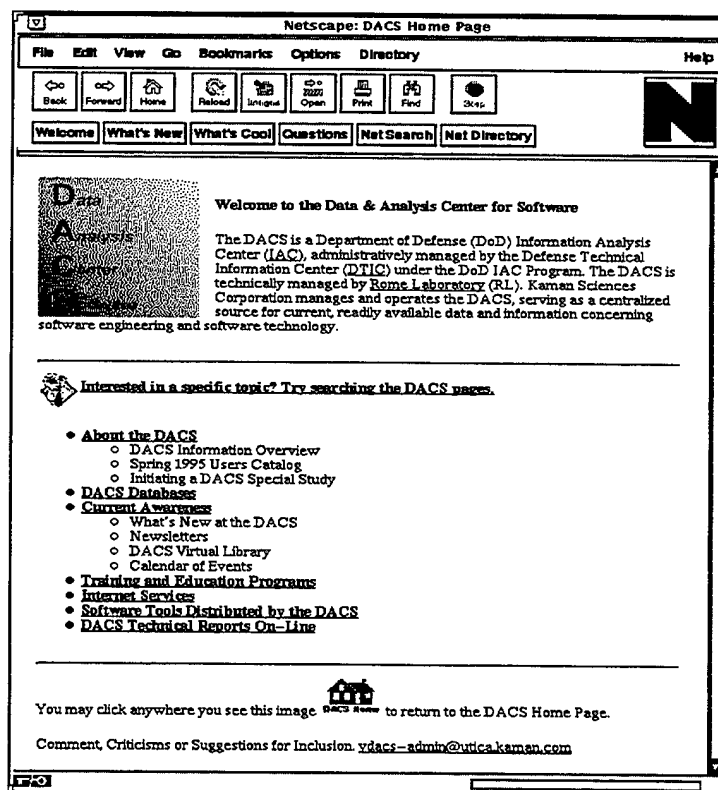 Netscape: DACS Home Page
File Edit View Go Bookmarks Options Directory Help
Back Forward Home Reload Open Print Find Stop
Welcome What's New What's Cool Questions Net Search Net Directory
N
Data
Analysis
Center
Welcome to the Data & Analysis Center for Software
The DACS is a Department of Defense (DoD) Information Analysis
Center (IAC), administratively managed by the Defense Technical
Information Center (DTIC) under the DoD IAC Program. The DACS is
technically managed by Rome Laboratory (RL). Kaman Sciences
Corporation manages and operates the DACS, serving as a centralized
source for current, readily available data and information concerning
software engineering and software technology.
Interested in a specific topic? Try searching the DACS pages.
About the DACS
DACS Information Overview
Spring 1995 Users Catalog
Initiating a DACS Special Study
DACS Databases
Current Awareness
What's New at the DACS
Newsletters
DACS Virtual Library
Calendar of Events
Training and Education Programs
Internet Services
Software Tools Distributed by the DACS
DACS Technical Reports On-Line
You may click anywhere you see this image DACS Home to return to the DACS Home Page.
Comment, Criticisms or Suggestions for Inclusion. vdacs-admin@utica.kaman.com